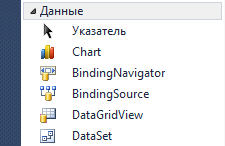 Данные
Указатель
Chart
BindingNavigator
BindingSource
DataGridView
DataSet